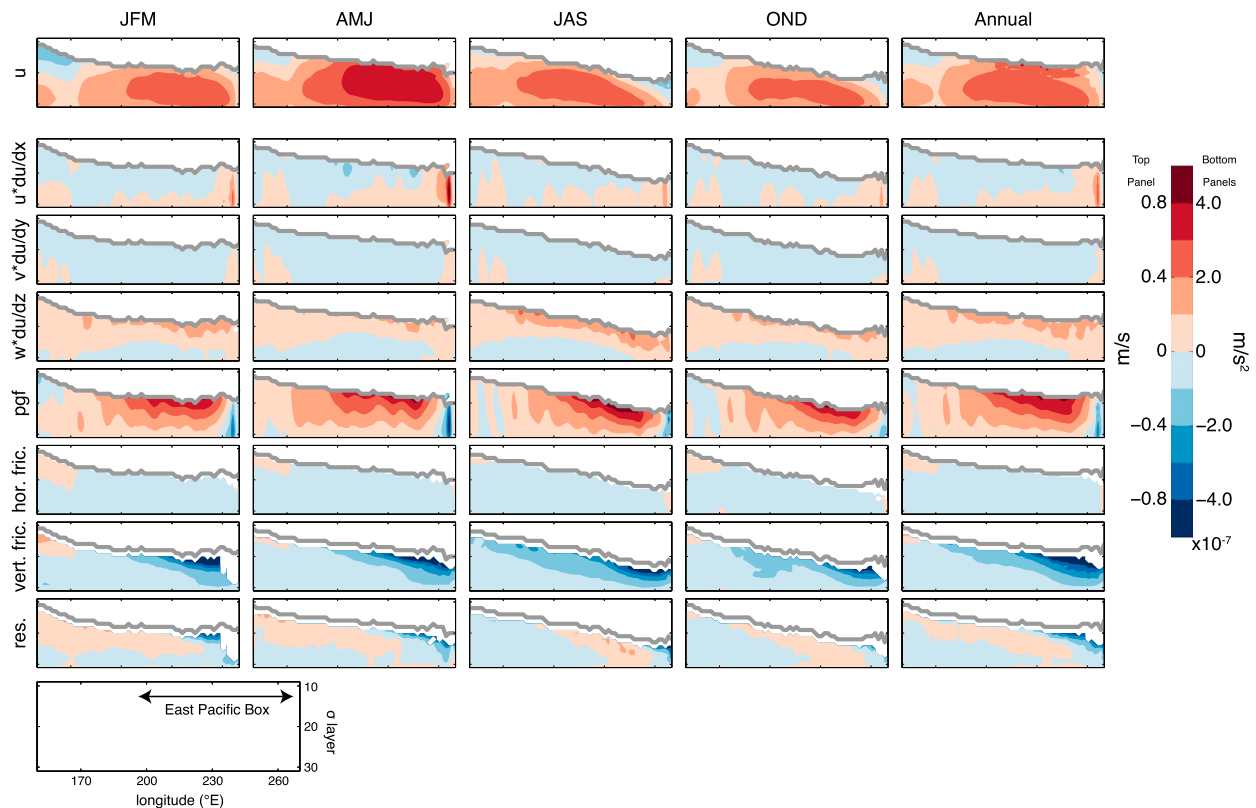 JFM AMJ JAS OND Annual
u
u*du/dx
v*du/dy
w*du/dz
pgf
hor. fric.
vert. fric.
res.
Top Panel
Bottom Panels
0.8 4.0
0.4 2.0
0 0
−0.4 −2.0
−0.8 −4.0
x10-7
m/s
m/s2
East Pacific Box
10
20
30
σ layer
170 200 230 260
longitude (°E)